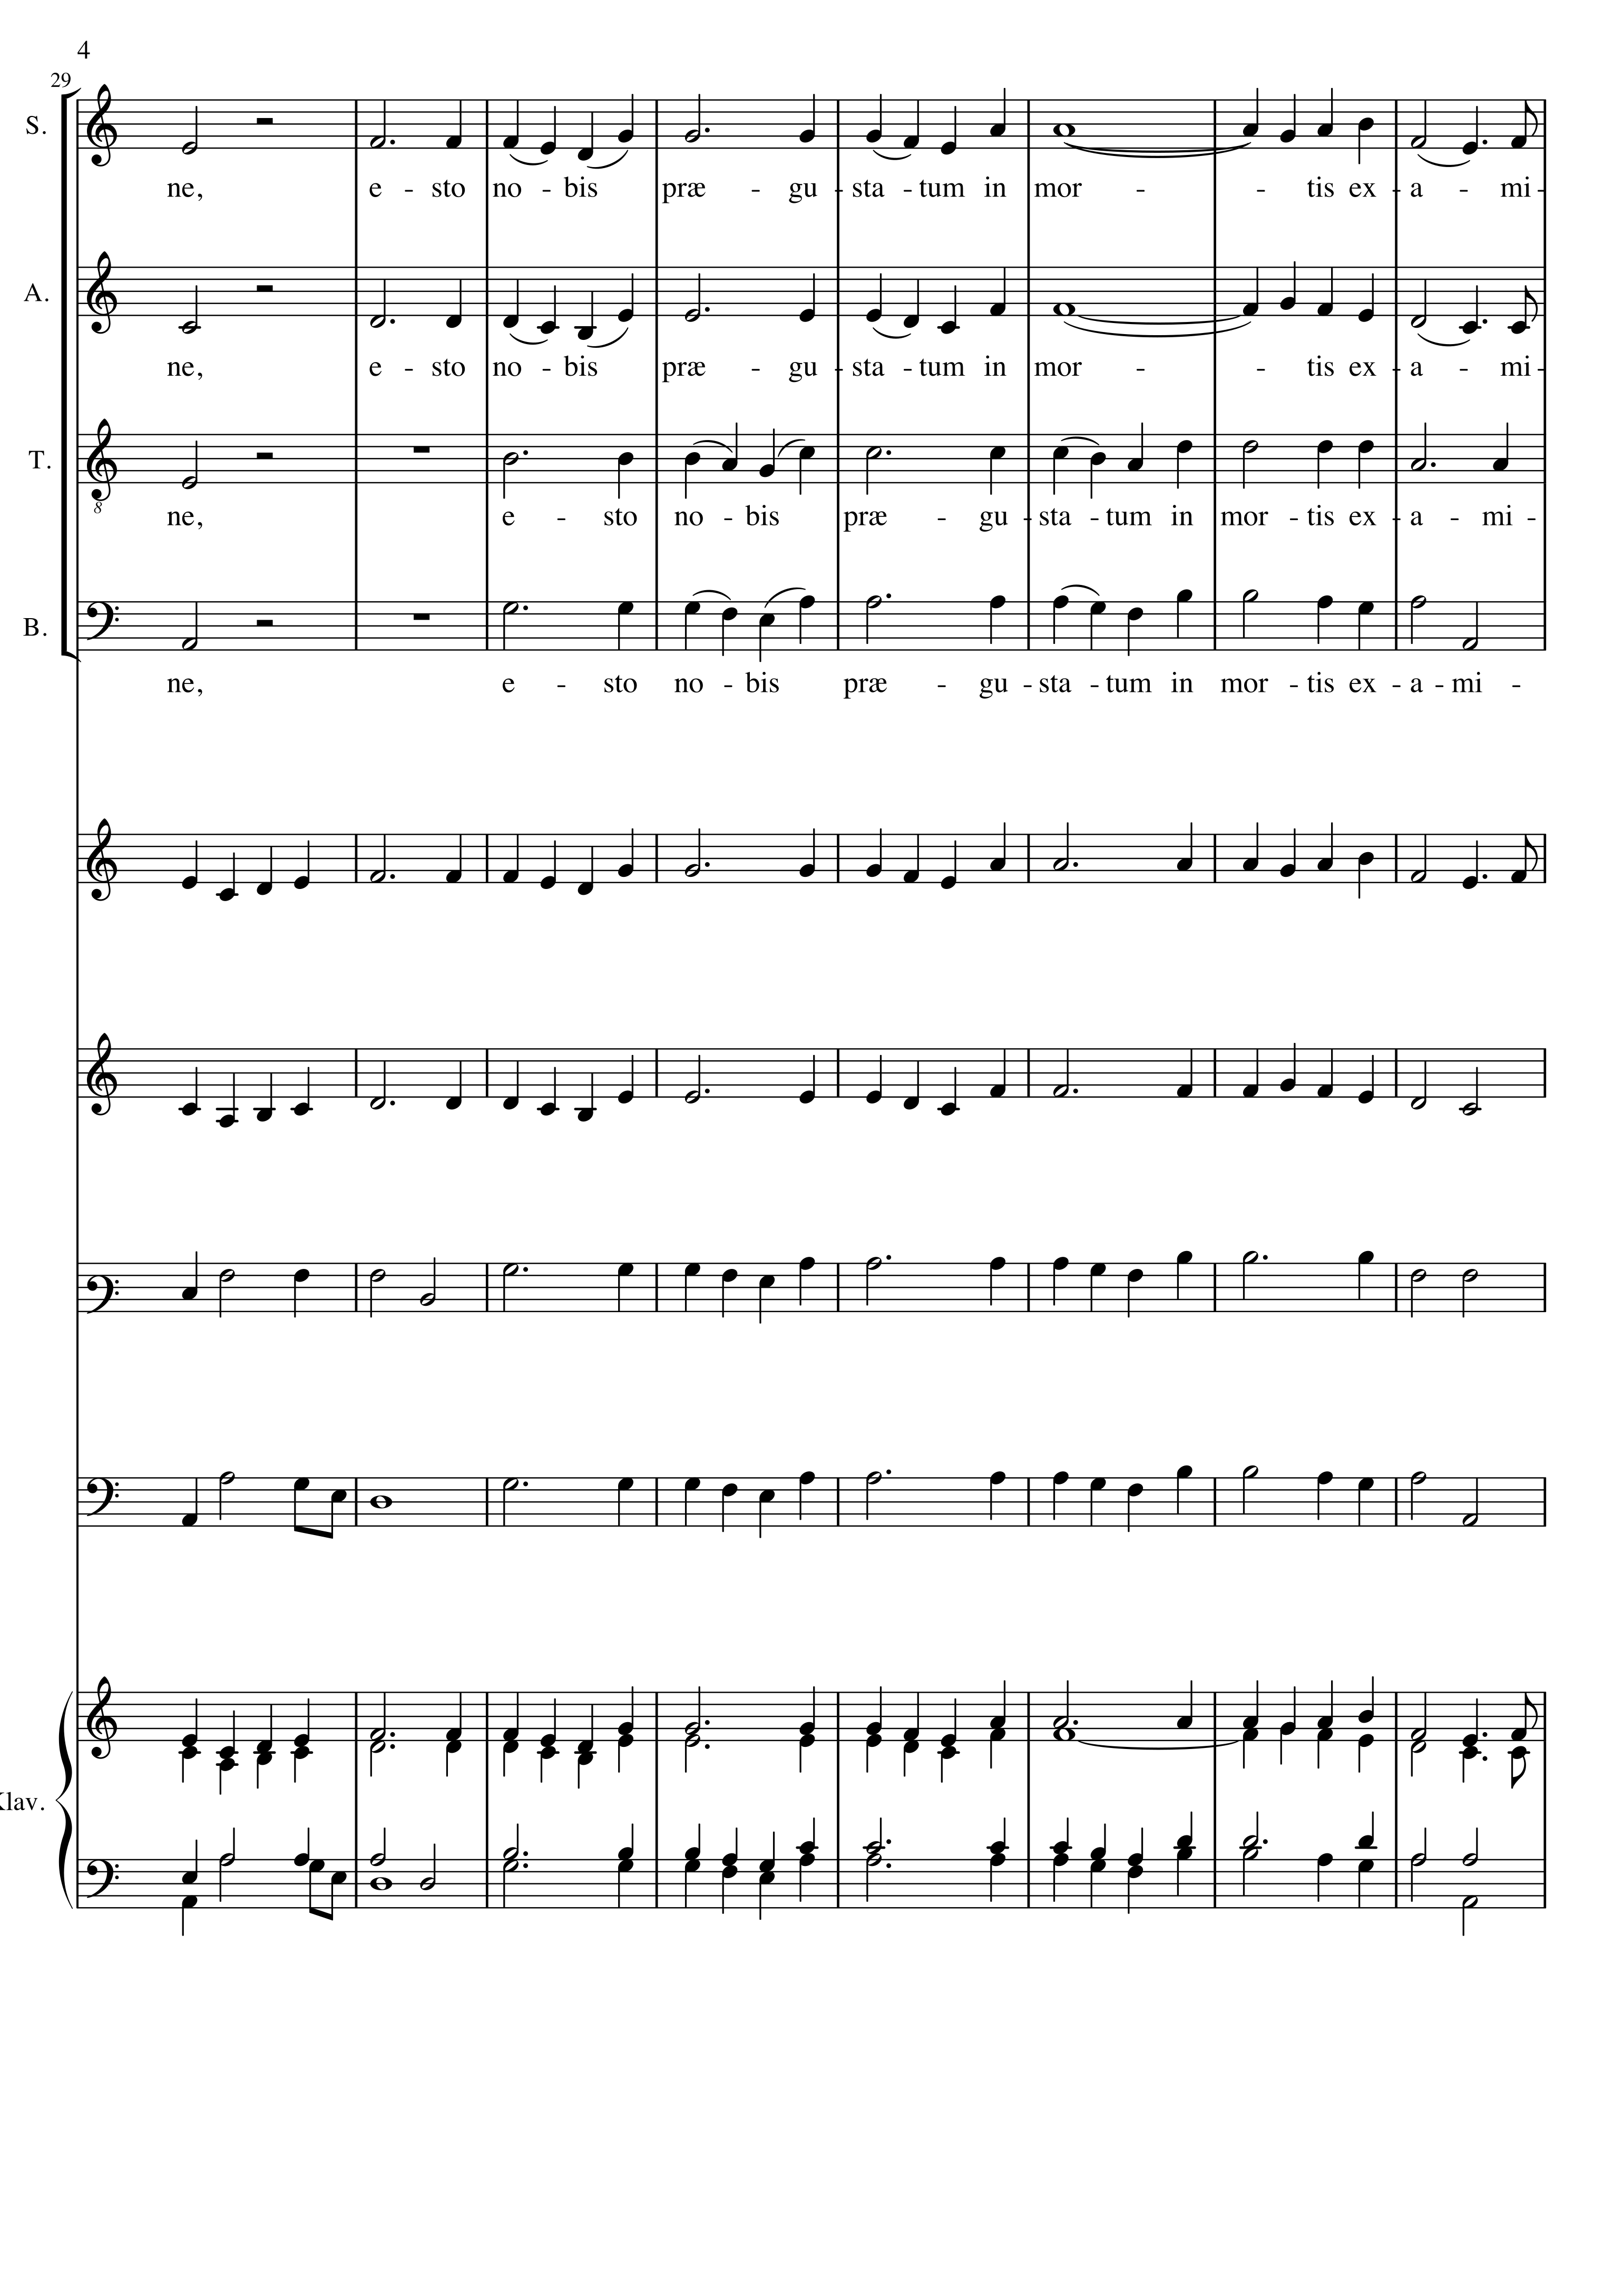 4
29
S.
ne, e - sto no - bis præ - gu - sta - tum in mor - - tis ex - a - mi -
A.
ne, e - sto no - bis præ - gu - sta - tum in mor - - tis ex - a - mi -
T.
8
ne, e - sto no - bis præ - gu - sta - tum in mor - tis ex - a - mi -
B.
ne, e - sto no - bis præ - gu - sta - tum in mor - tis ex - a - mi -
Klav.